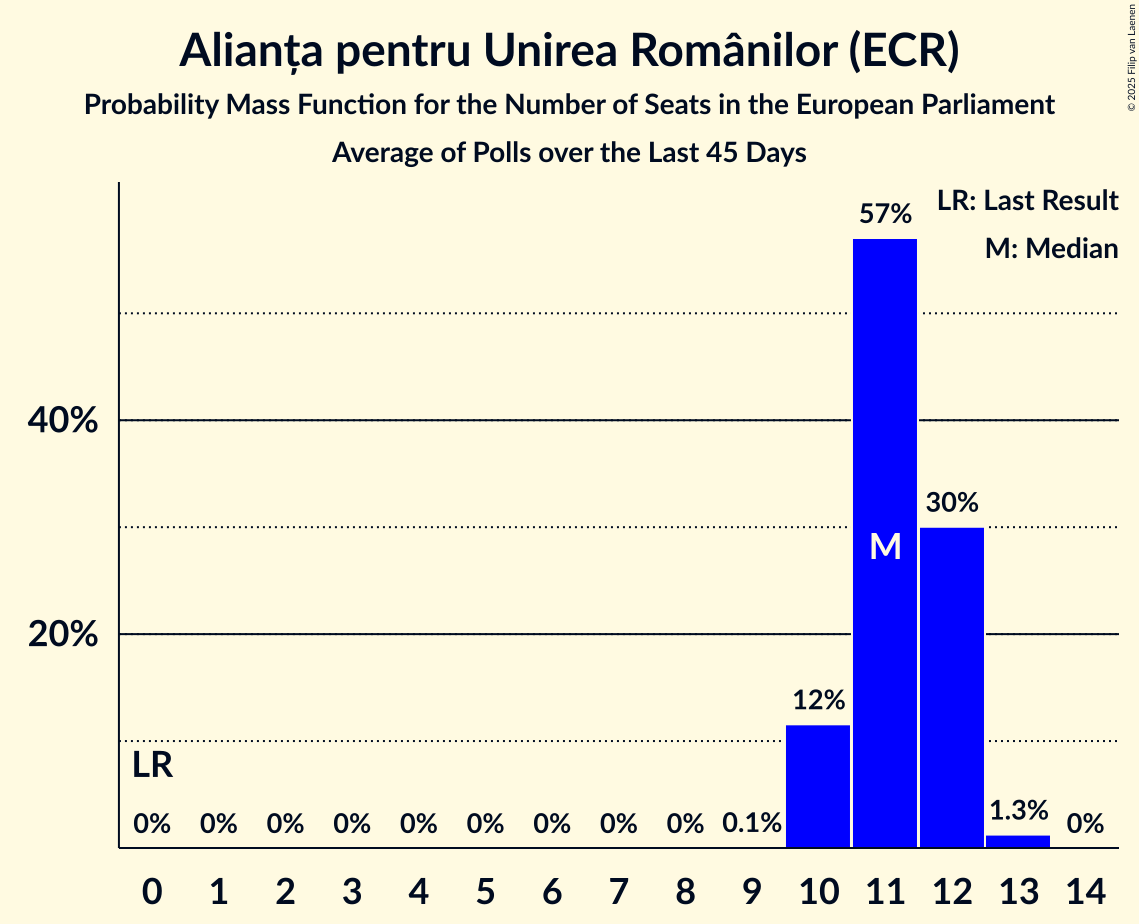 Alianța pentru Unirea Românilor (ECR)
Probability Mass Function for the Number of Seats in the European Parliament
Average of Polls over the Last 45 Days
© 2025 Filip van Laenen
LR: Last Result
M: Median
57%
40%
30%
M
20%
12%
LR
0% 0% 0% 0% 0% 0% 0% 0% 0% 0.1% 1.3% 0%
0 1 2 3 4 5 6 7 8 9 10 11 12 13 14